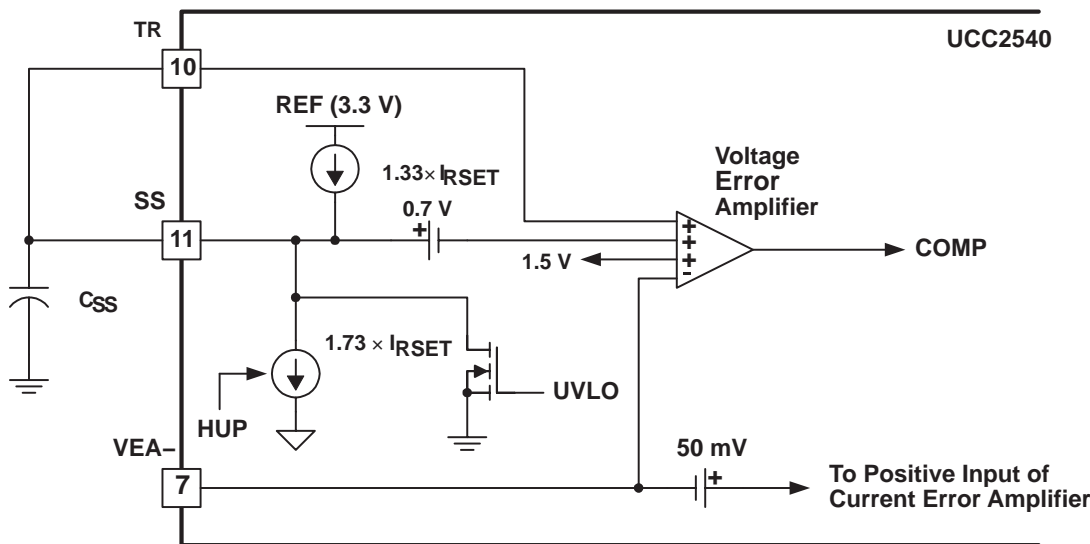 TR
UCC2540
10
REF (3.3 V)
1.33× IRSET
Voltage
Error
Amplifier
SS
0.7 V
+
11
+
+
+
-
1.5 V
COMP
CSS
1.73 × IRSET
UVLO
HUP
VEA–
50 mV
7
+
To Positive Input of
Current Error Amplifier